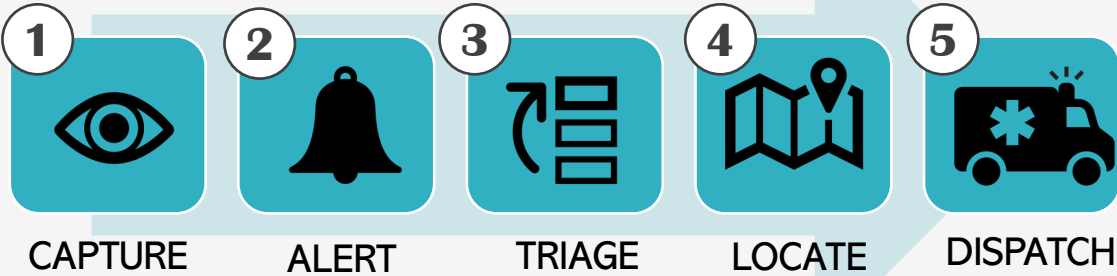 1
2
3
4
5
CAPTURE
ALERT
TRIAGE
LOCATE
DISPATCH